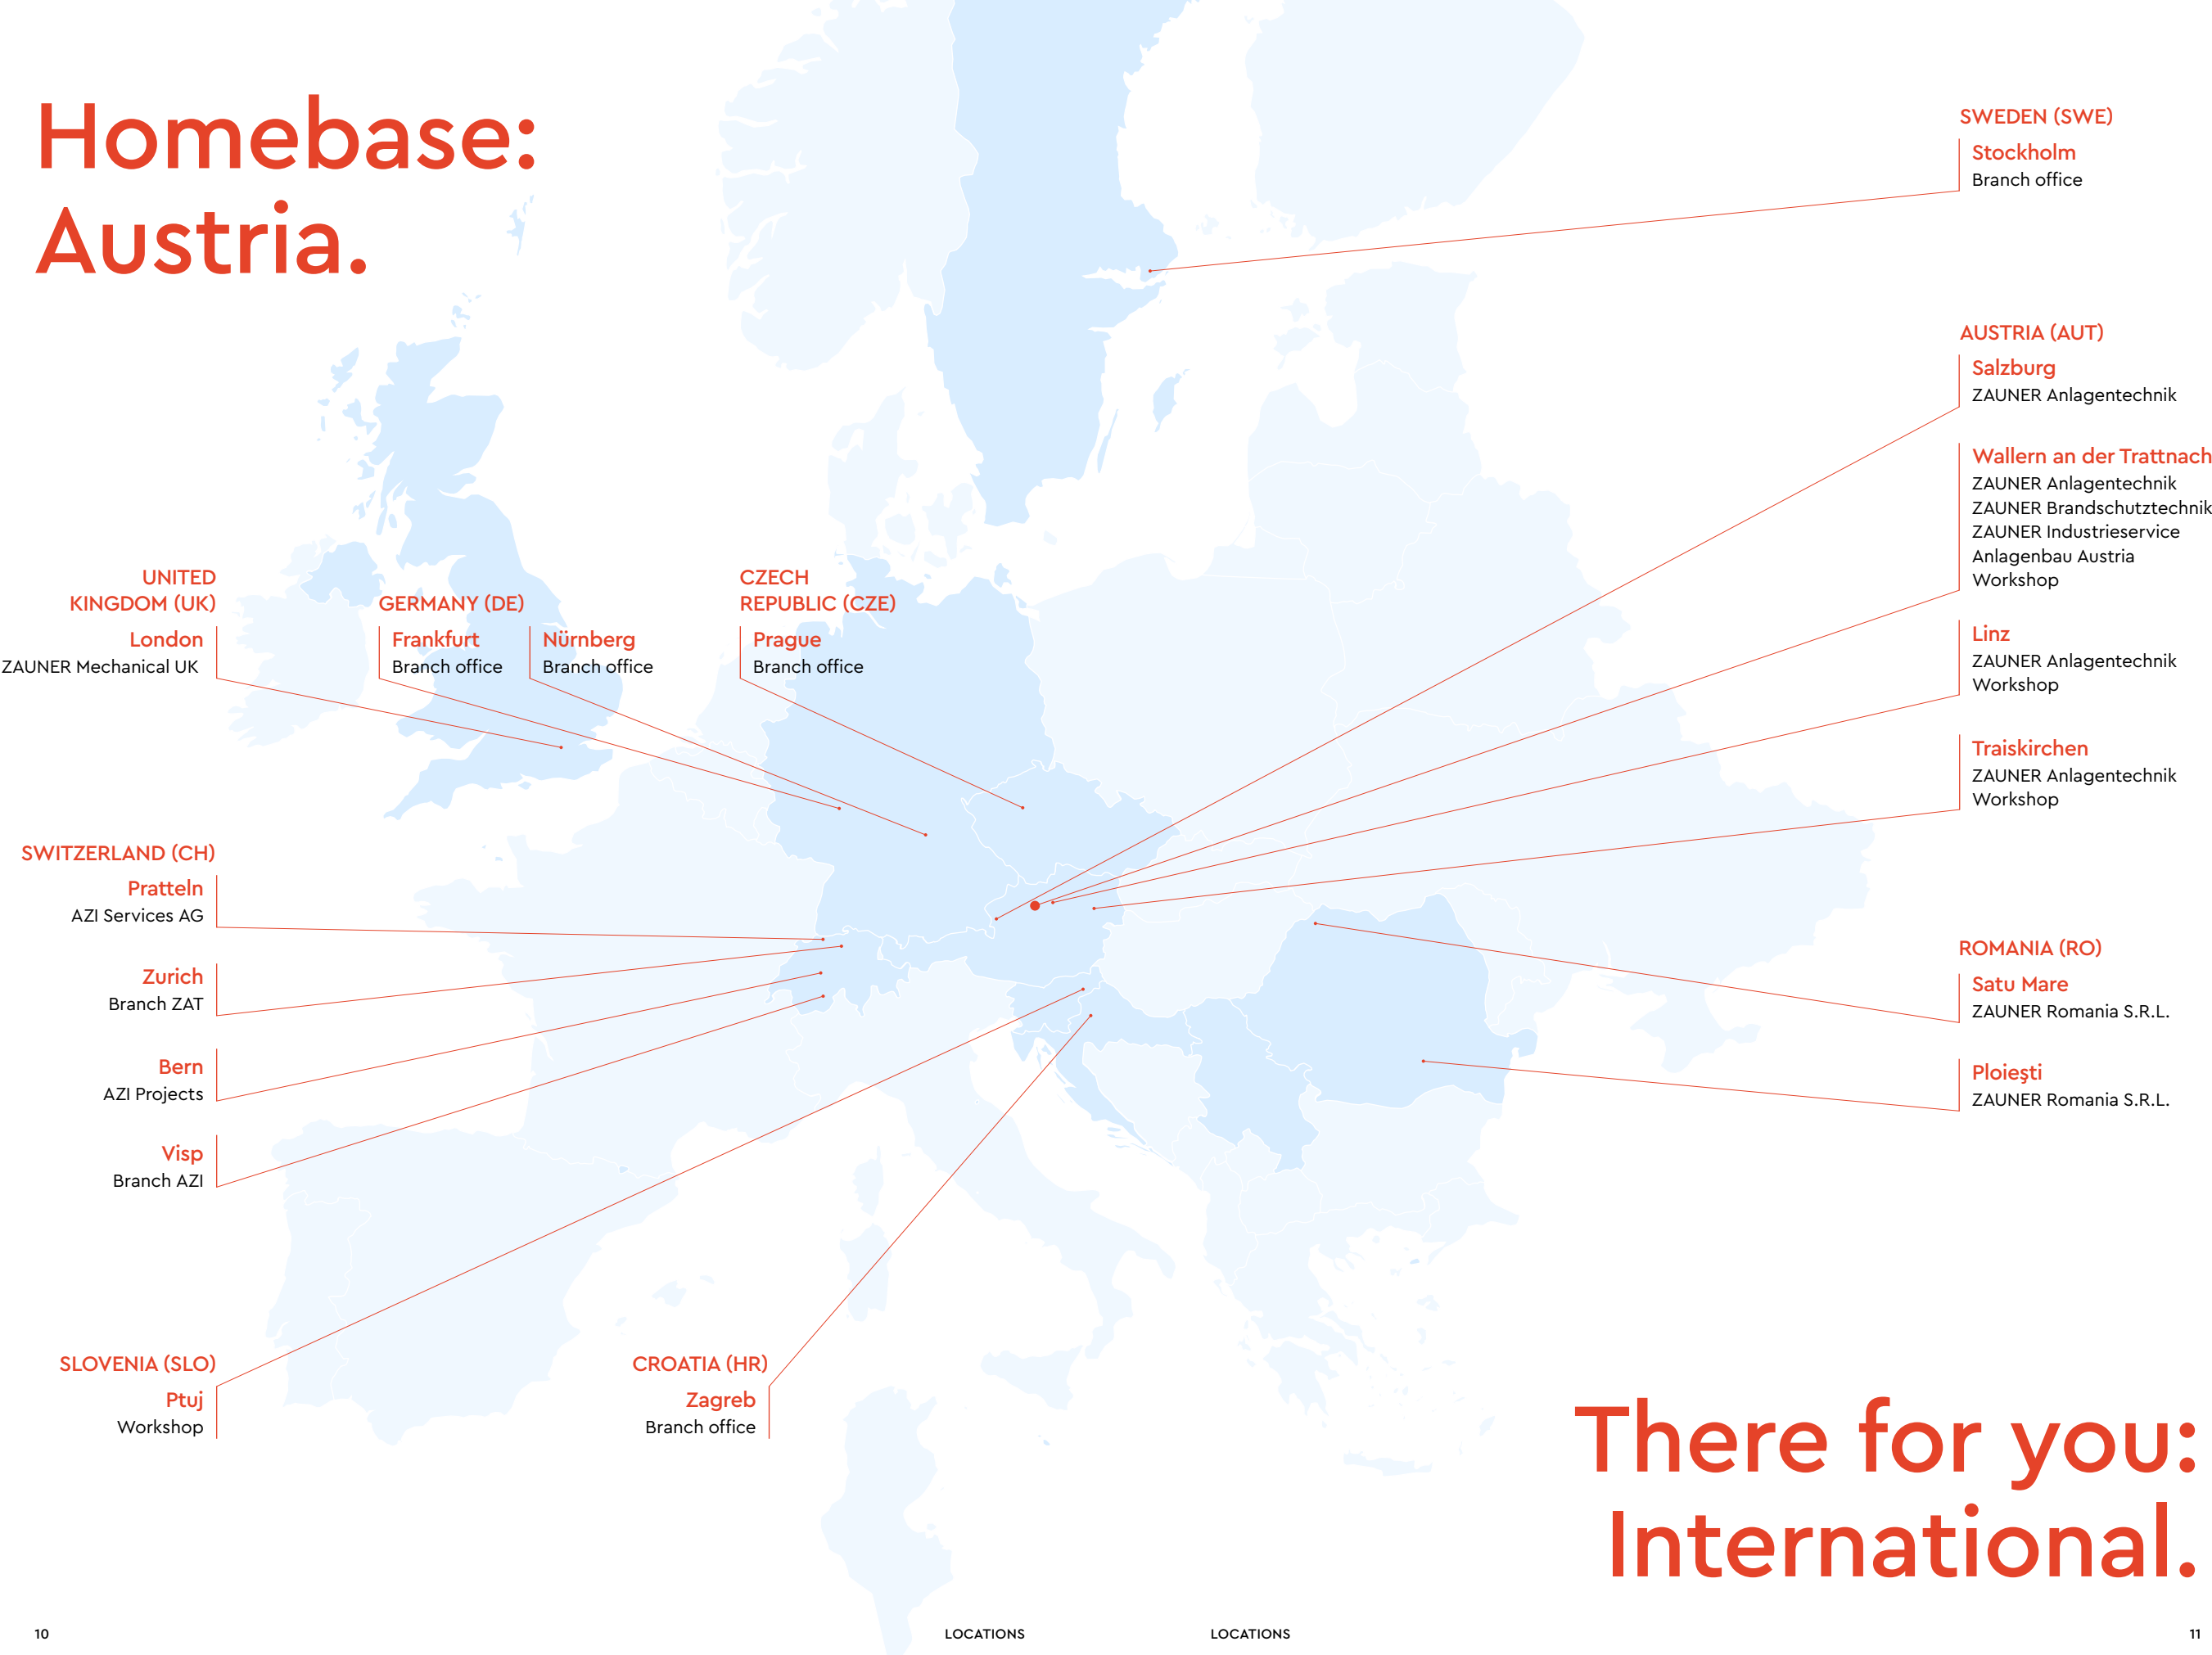 Homebase:
Austria.
UNITED
KINGDOM (UK)
London
ZAUNER Mechanical UK
GERMANY (DE)
Frankfurt
Branch office
Nürnberg
Branch office
CZECH
REPUBLIC (CZE)
Prague
Branch office
SWITZERLAND (CH)
Pratteln
AZI Services AG
Zurich
Branch ZAT
Bern
AZI Projects
Visp
Branch AZI
SLOVENIA (SLO)
Ptuj
Workshop
CROATIA (HR)
Zagreb
Branch office
SWEDEN (SWE)
Stockholm
Branch office
AUSTRIA (AUT)
Salzburg
ZAUNER Anlagentechnik
Wallern an der Trattnach
ZAUNER Anlagentechnik
ZAUNER Brandschutztechnik
ZAUNER Industrieservice
Anlagenbau Austria
Workshop
Linz
ZAUNER Anlagentechnik
Workshop
Traiskirchen
ZAUNER Anlagentechnik
Workshop
ROMANIA (RO)
Satu Mare
ZAUNER Romania S.R.L.
Ploieşti
ZAUNER Romania S.R.L.
There for you:
International.
10
LOCATIONS
LOCATIONS
11